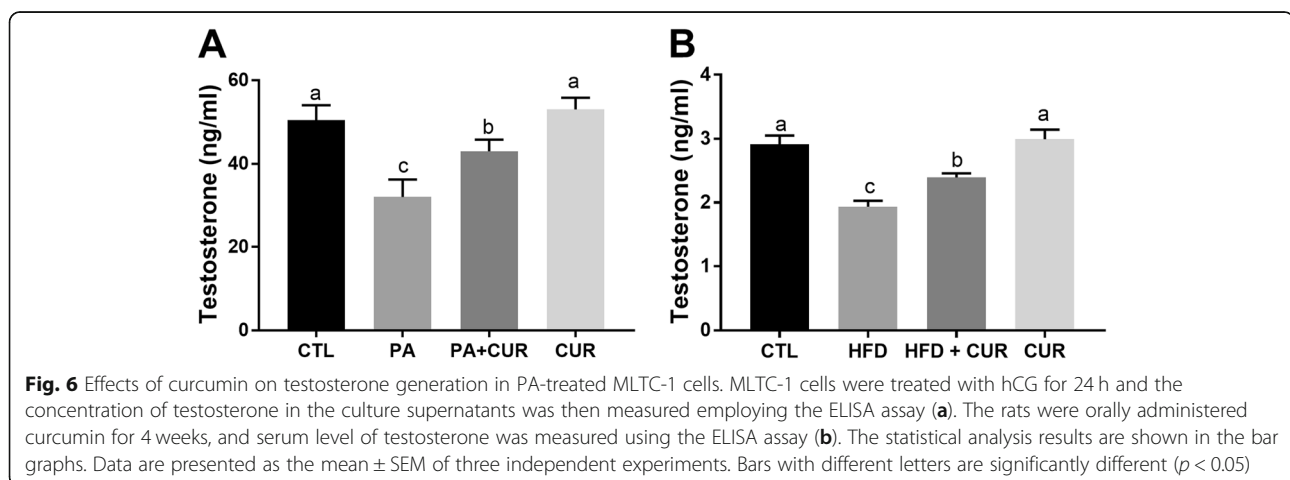 A
Testosterone (ng/ml)
60
40
20
0
a
c
b
a
CTL PA PA+CUR CUR
B
Testosterone (ng/ml)
4
3
2
1
0
a
c
b
a
CTL HFD HFD + CUR CUR
Fig. 6 Effects of curcumin on testosterone generation in PA-treated MLTC-1 cells. MLTC-1 cells were treated with hCG for 24 h and the
concentration of testosterone in the culture supernatants was then measured employing the ELISA assay (a). The rats were orally administered
curcumin for 4 weeks, and serum level of testosterone was measured using the ELISA assay (b). The statistical analysis results are shown in the bar
graphs. Data are presented as the mean ± SEM of three independent experiments. Bars with different letters are significantly different (p < 0.05)